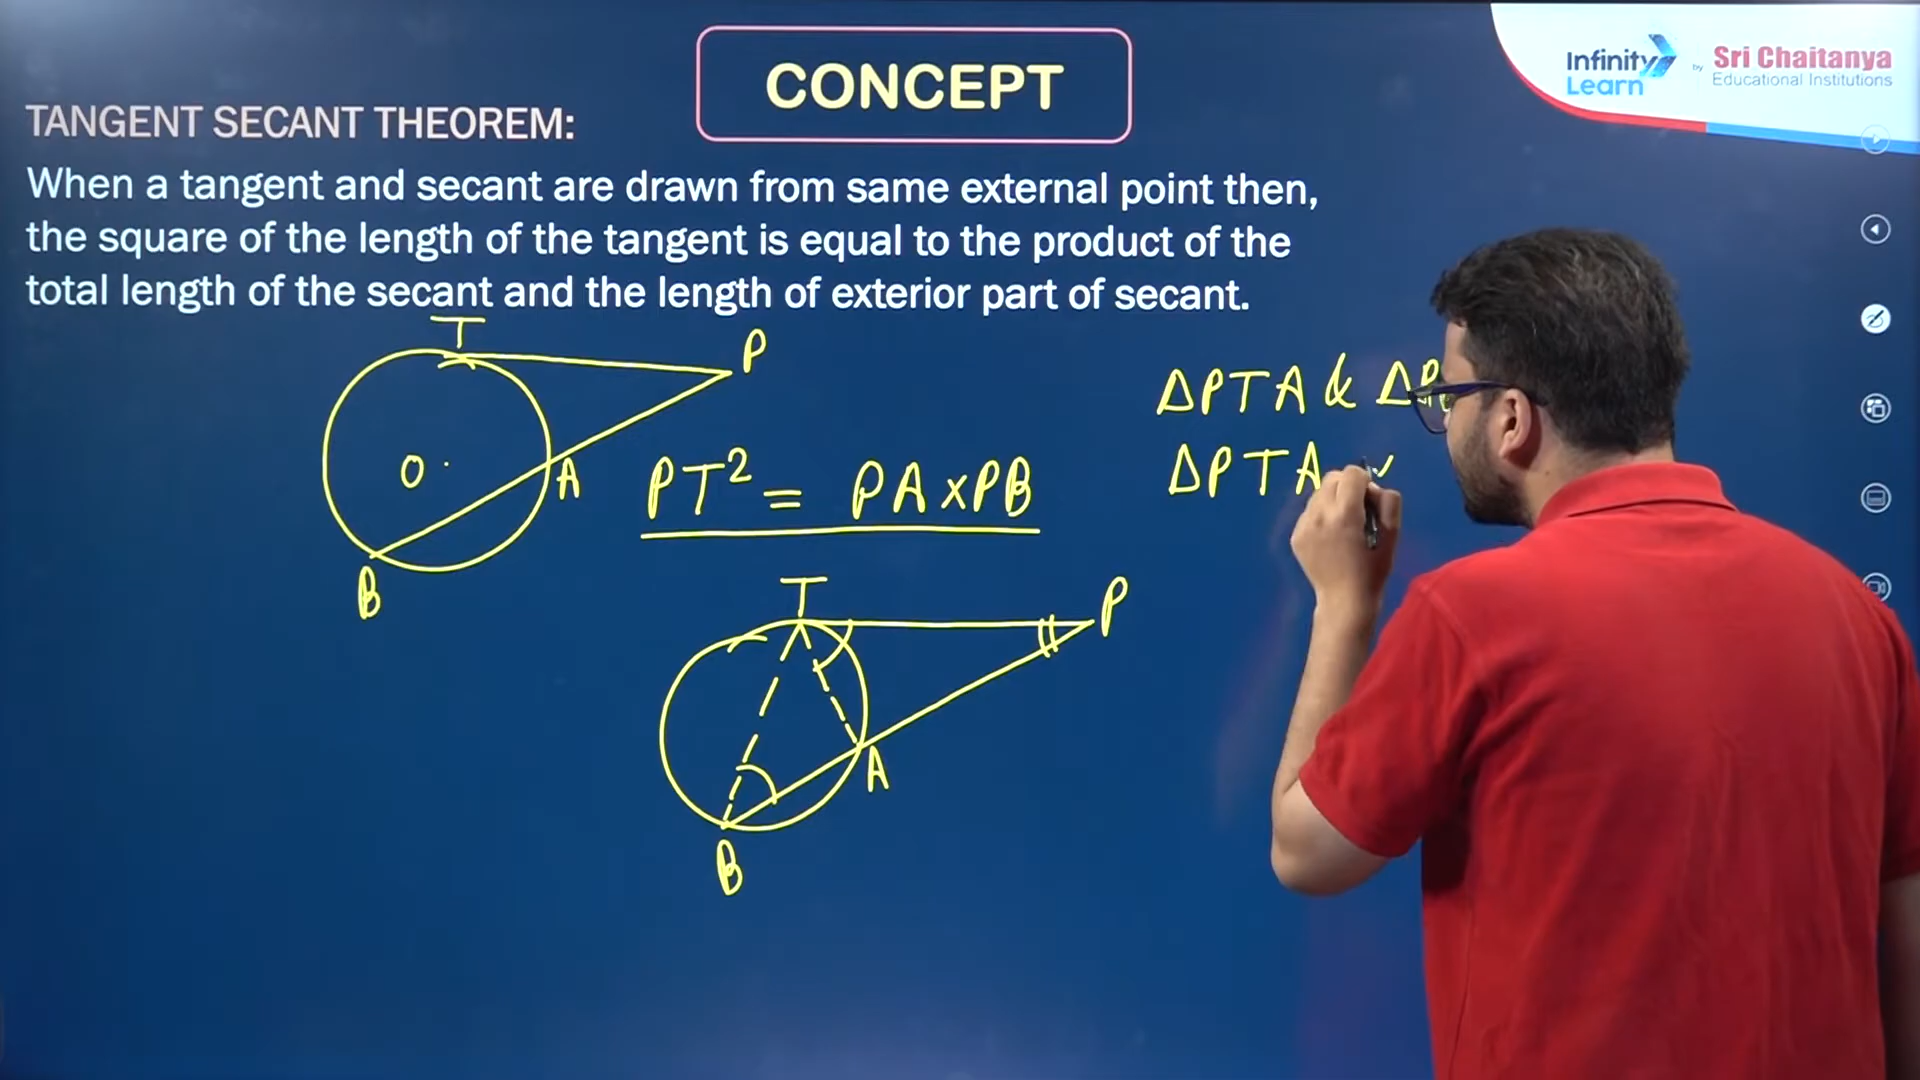 CONCEPT
Infinity Learn by Sri Chaitanya Educational Institutions
TANGENT SECANT THEOREM:
When a tangent and secant are drawn from same external point then,
the square of the length of the tangent is equal to the product of the
total length of the secant and the length of exterior part of secant.
T
P
O
A
B
PT² = PA×PB
ΔPTA & ΔP
ΔPTA
T
P
A
B